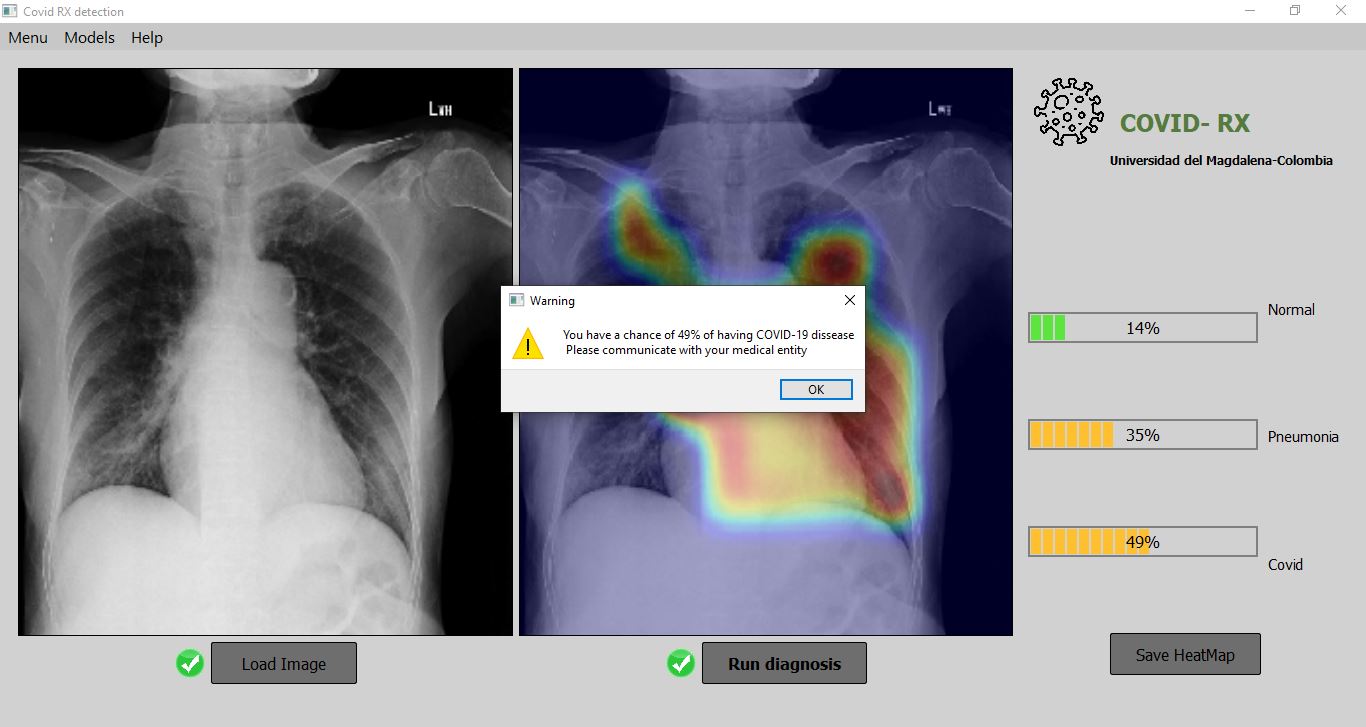 Covid RX detection
Menu Models Help
COVID- RX
Universidad del Magdalena-Colombia
Warning
You have a chance of 49% of having COVID-19 dissease
Please communicate with your medical entity
OK
Normal
14%
35%
Pneumonia
49%
Covid
Load Image
Run diagnosis
Save HeatMap